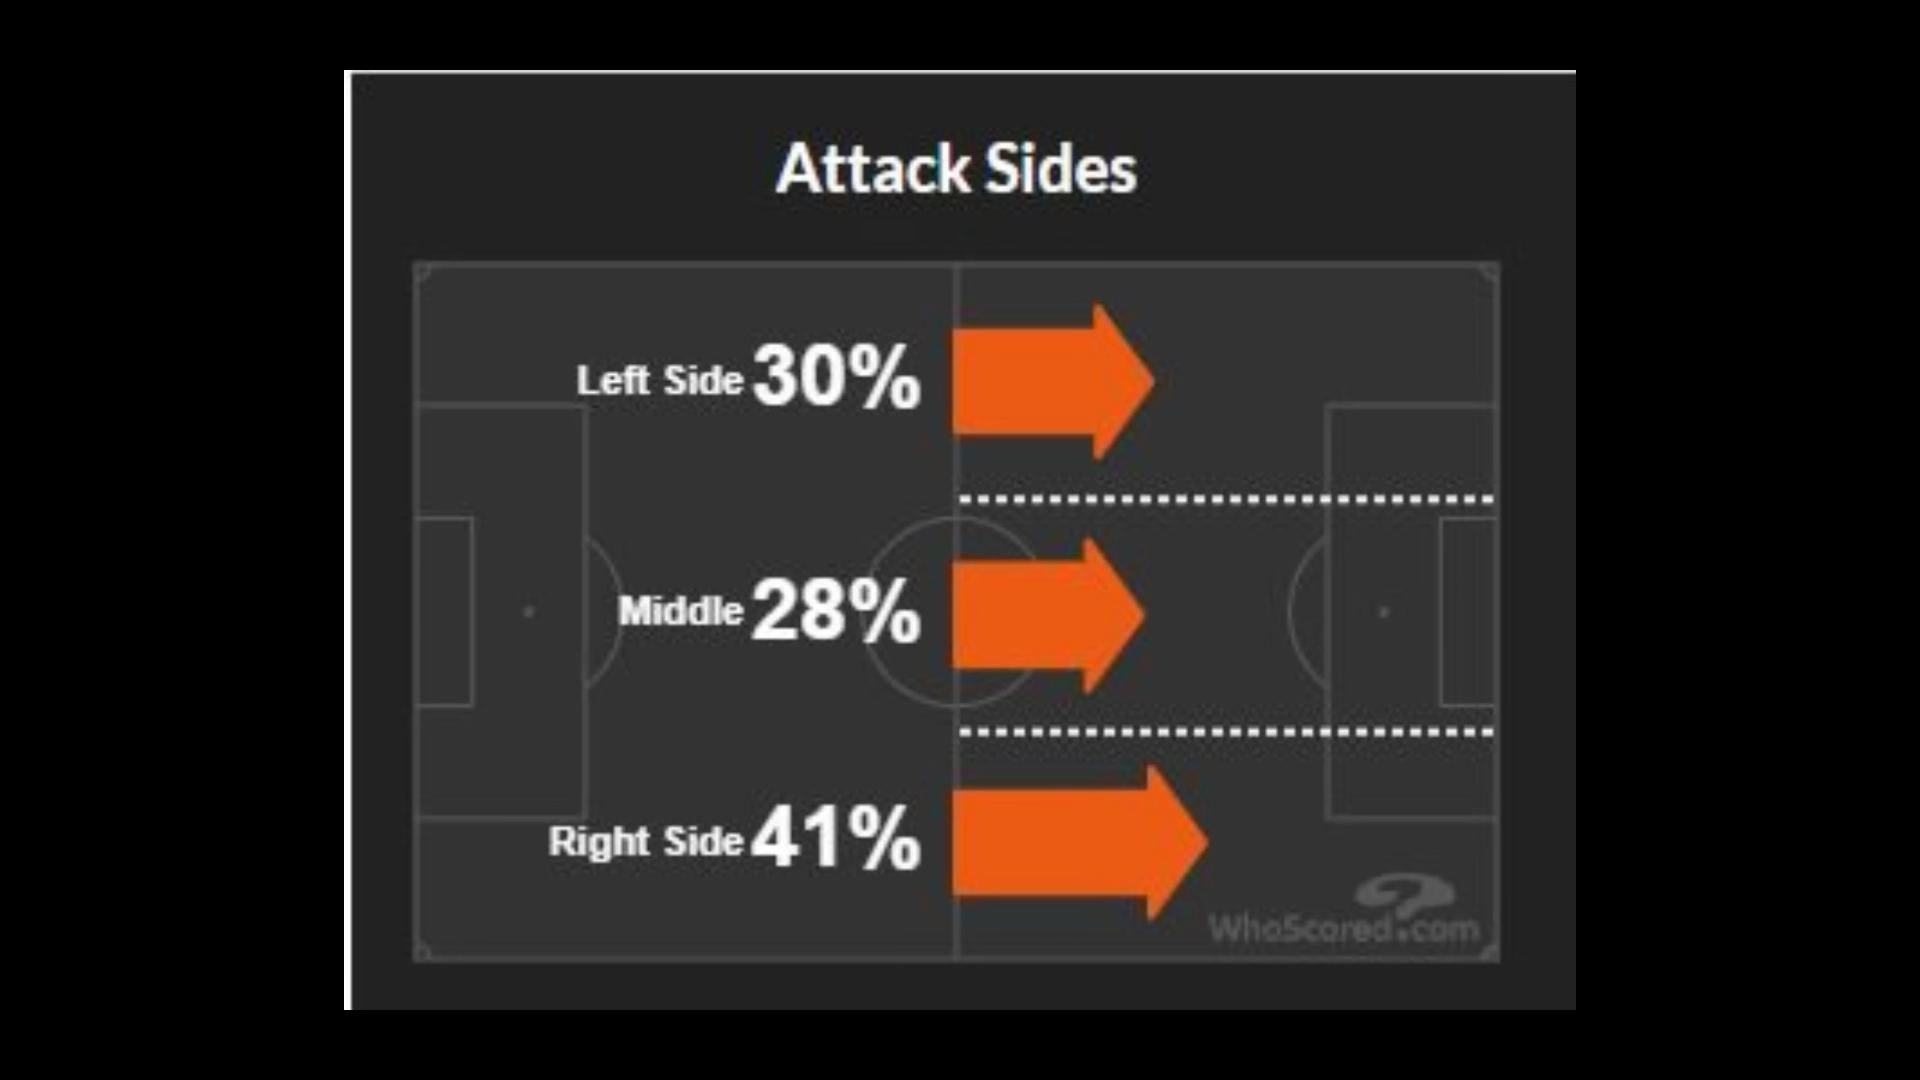 Attack Sides
Left Side 30%
Middle 28%
Right Side 41%
WhoScored.com